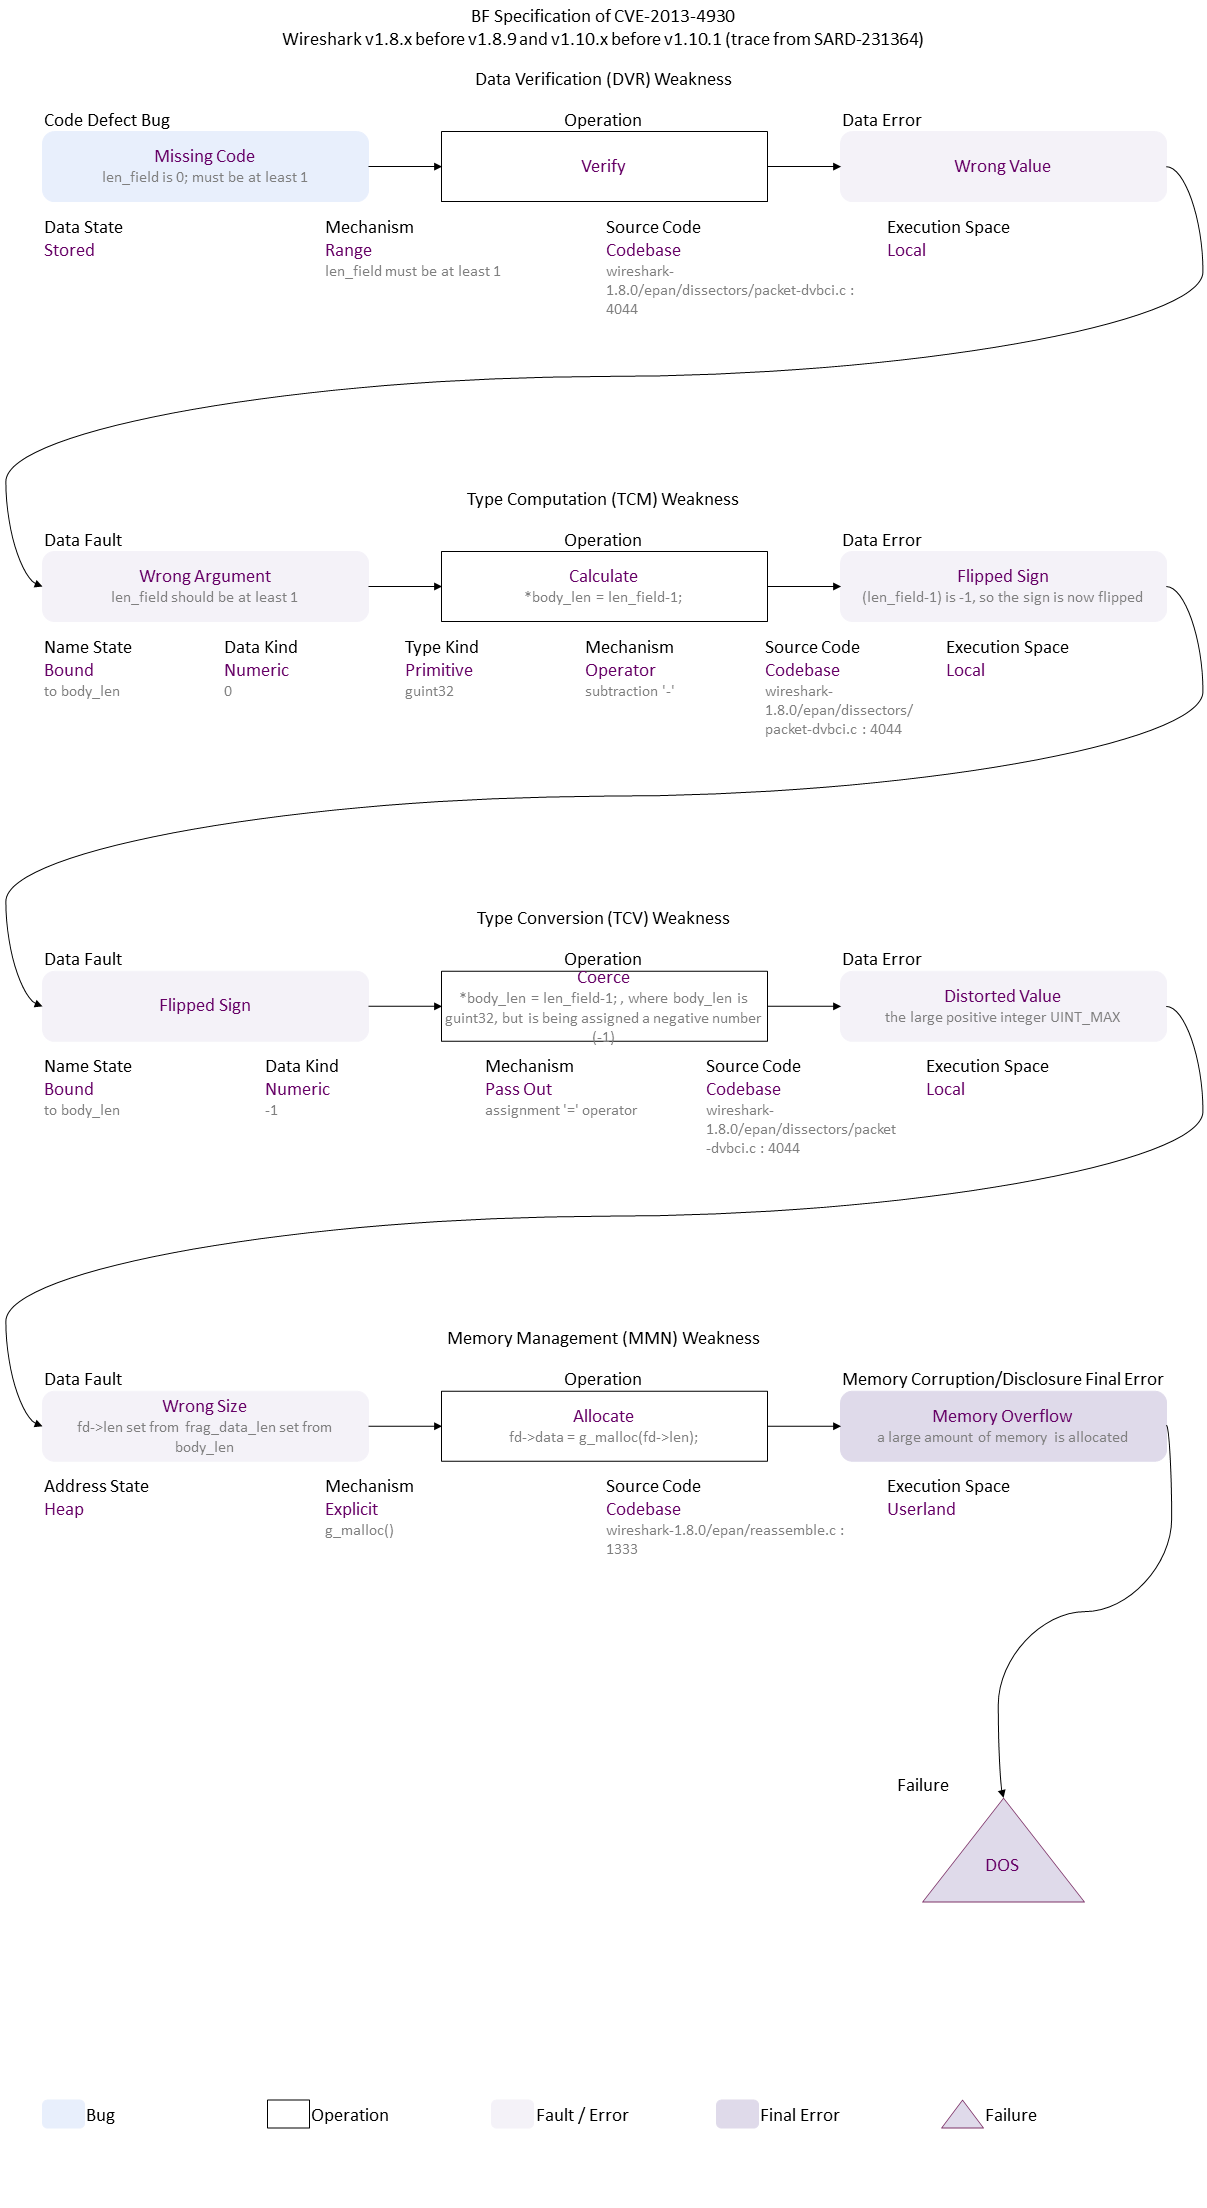 BF Specification of CVE-2013-4930
Wireshark v1.8.x before v1.8.9 and v1.10.x before v1.10.1 (trace from SARD-231364)
Data Verification (DVR) Weakness
Code Defect Bug
Operation
Data Error
Missing Code
len_field is 0; must be at least 1
Verify
Wrong Value
Data State
Mechanism
Source Code
Execution Space
Stored
Range
Codebase
Local
len_field must be at least 1
wireshark-
1.8.0/epan/dissectors/packet-dvbci.c :
4044
Type Computation (TCM) Weakness
Data Fault
Operation
Data Error
Wrong Argument
len_field should be at least 1
Calculate
*body_len = len_field-1;
Flipped Sign
(len_field-1) is -1, so the sign is now flipped
Name State
Data Kind
Type Kind
Mechanism
Source Code
Execution Space
Bound
Numeric
Primitive
Operator
Codebase
Local
to body_len
0
guint32
subtraction '-'
wireshark-
1.8.0/epan/dissectors/
packet-dvbci.c : 4044
Type Conversion (TCV) Weakness
Data Fault
Operation
Data Error
Flipped Sign
Coerce
*body_len = len_field-1; , where body_len is
guint32, but is being assigned a negative number
(-1)
Distorted Value
the large positive integer UINT_MAX
Name State
Data Kind
Mechanism
Source Code
Execution Space
Bound
Numeric
Pass Out
Codebase
Local
to body_len
-1
assignment '=' operator
wireshark-
1.8.0/epan/dissectors/packet
-dvbci.c : 4044
Memory Management (MMN) Weakness
Data Fault
Operation
Memory Corruption/Disclosure Final Error
Wrong Size
fd->len set from frag_data_len set from
body_len
Allocate
fd->data = g_malloc(fd->len);
Memory Overflow
a large amount of memory is allocated
Address State
Mechanism
Source Code
Execution Space
Heap
Explicit
Codebase
Userland
g_malloc()
wireshark-1.8.0/epan/reassemble.c :
1333
Failure
DOS
Bug
Operation
Fault / Error
Final Error
Failure